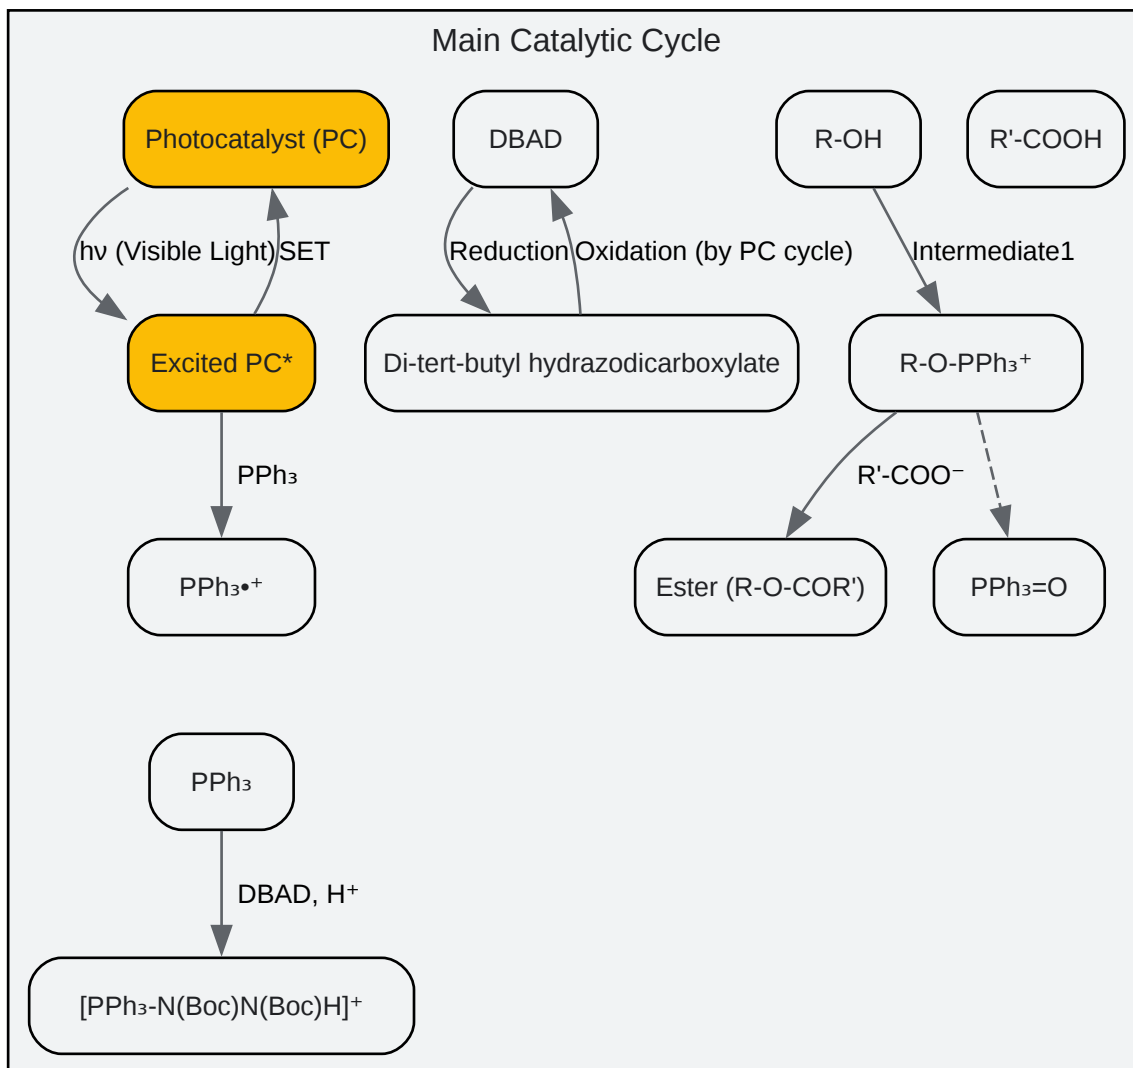 Main Catalytic Cycle
Photocatalyst (PC)
DBAD
R-OH
R'-COOH
hν (Visible Light)
SET
Reduction
Oxidation (by PC cycle)
Intermediate1
Excited PC*
Di-tert-butyl hydrazodicarboxylate
R-O-PPh₃⁺
PPh₃
R'-COO⁻
PPh₃•⁺
Ester (R-O-COR')
PPh₃=O
PPh₃
DBAD, H⁺
[PPh₃-N(Boc)N(Boc)H]⁺